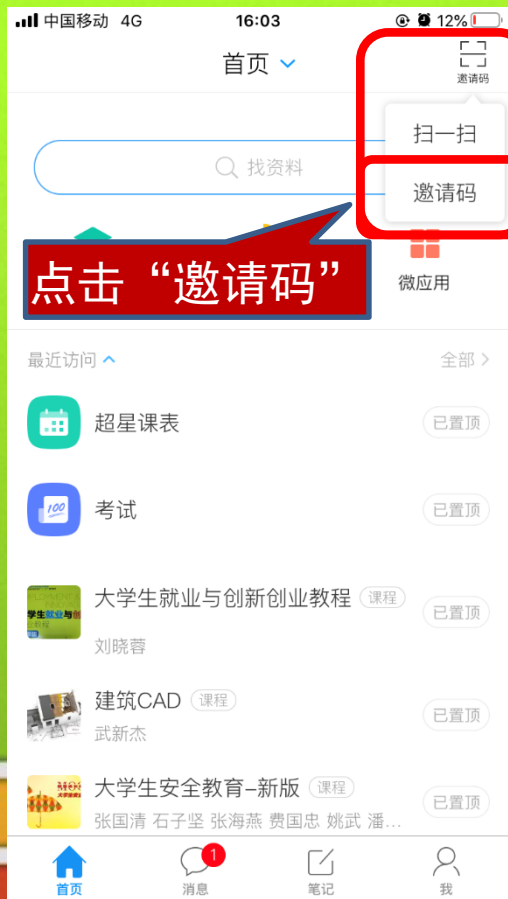 中国移动 4G 16:03 12%
首页
邀请码
扫一扫
找资料
邀请码
点击“邀请码”
微应用
最近访问
全部
超星课表
已置顶
100
考试
已置顶
大学生就业与创新创业教程 课程
已置顶
刘晓蓉
建筑CAD 课程
已置顶
武新杰
大学生安全教育–新版 课程
已置顶
张国清 石子坚 张海燕 费国忠 姚武 潘...
1
首页
消息
笔记
我